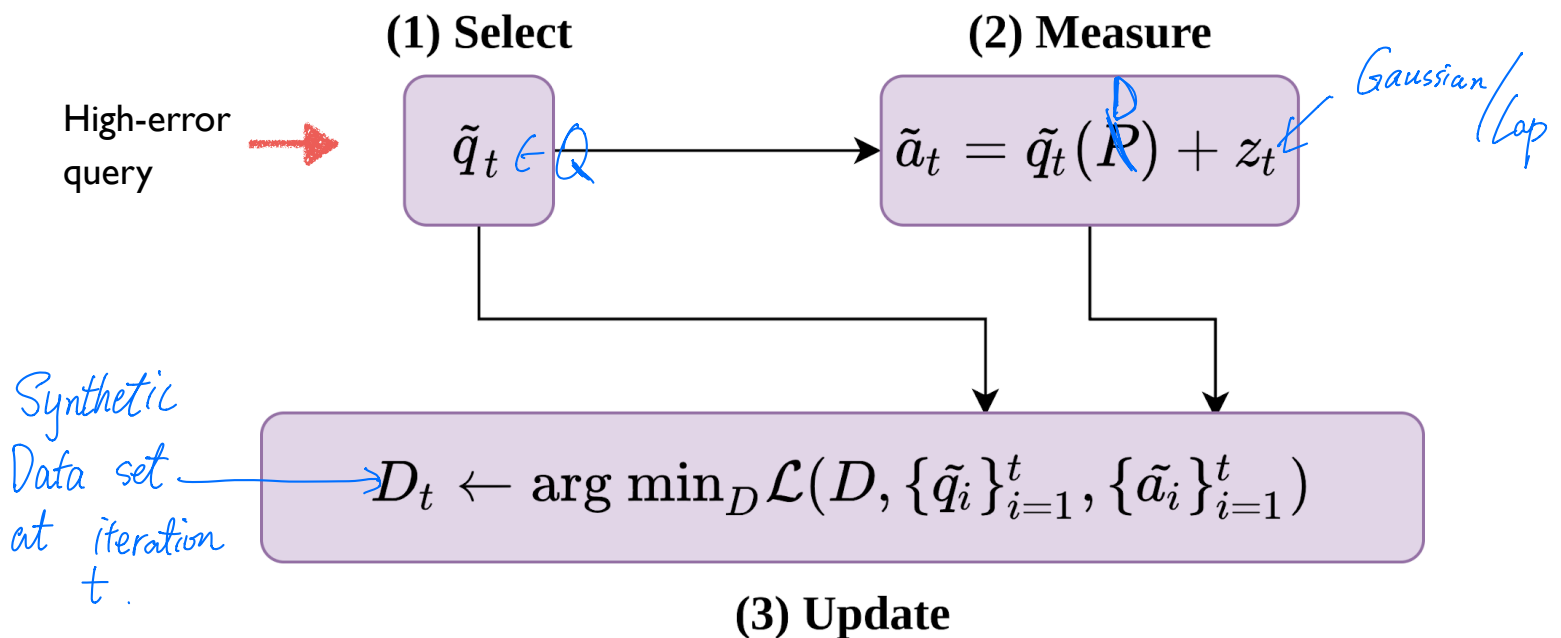 (1) Select
(2) Measure
High-error
query
q̃_t ∈ Q
ã_t = q̃_t(P) + z_t
D
Gaussian/Lap
Synthetic
Data set
at iteration
t.
D_t ← arg min_D ℒ(D, {q̃_i}_{i=1}^t, {ã_i}_{i=1}^t)
(3) Update